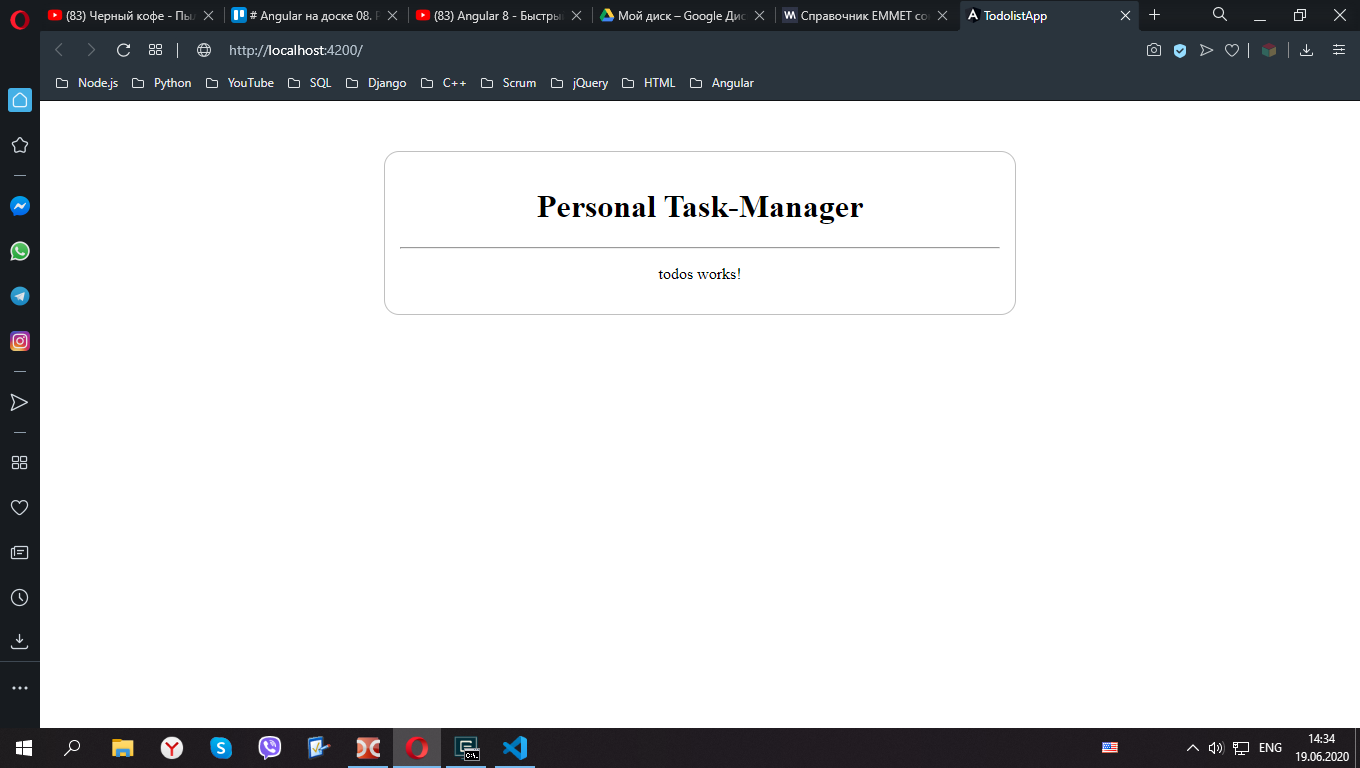 (83) Черный кофе - Пы
# Angular на доске 08.
(83) Angular 8 - Быстры
Мой диск – Google Дис
Справочник EMMET со
TodolistApp
http://localhost:4200/
Node.js
Python
YouTube
SQL
Django
C++
Scrum
jQuery
HTML
Angular
Personal Task-Manager
todos works!
ENG
14:34
19.06.2020